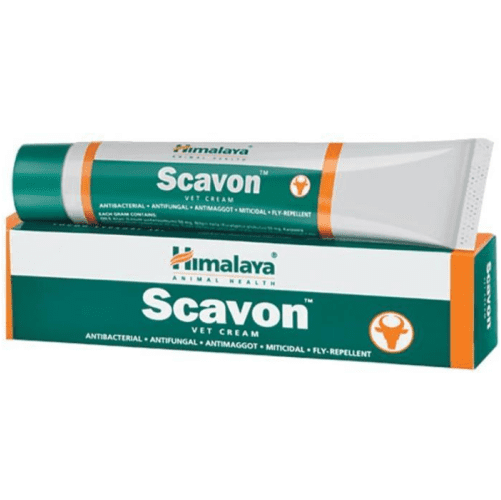 Himalaya
ANIMAL HEALTH
Scavon™
VET CREAM
ANTIBACTERIAL • ANTIFUNGAL • ANTIMAGGOT • MITICIDAL • FLY-REPELLENT
EACH GRAM CONTAINS
Himalaya®
ANIMAL HEALTH
Scavon™
VET CREAM
ANTIBACTERIAL • ANTIFUNGAL • ANTIMAGGOT • MITICIDAL • FLY-REPELLENT